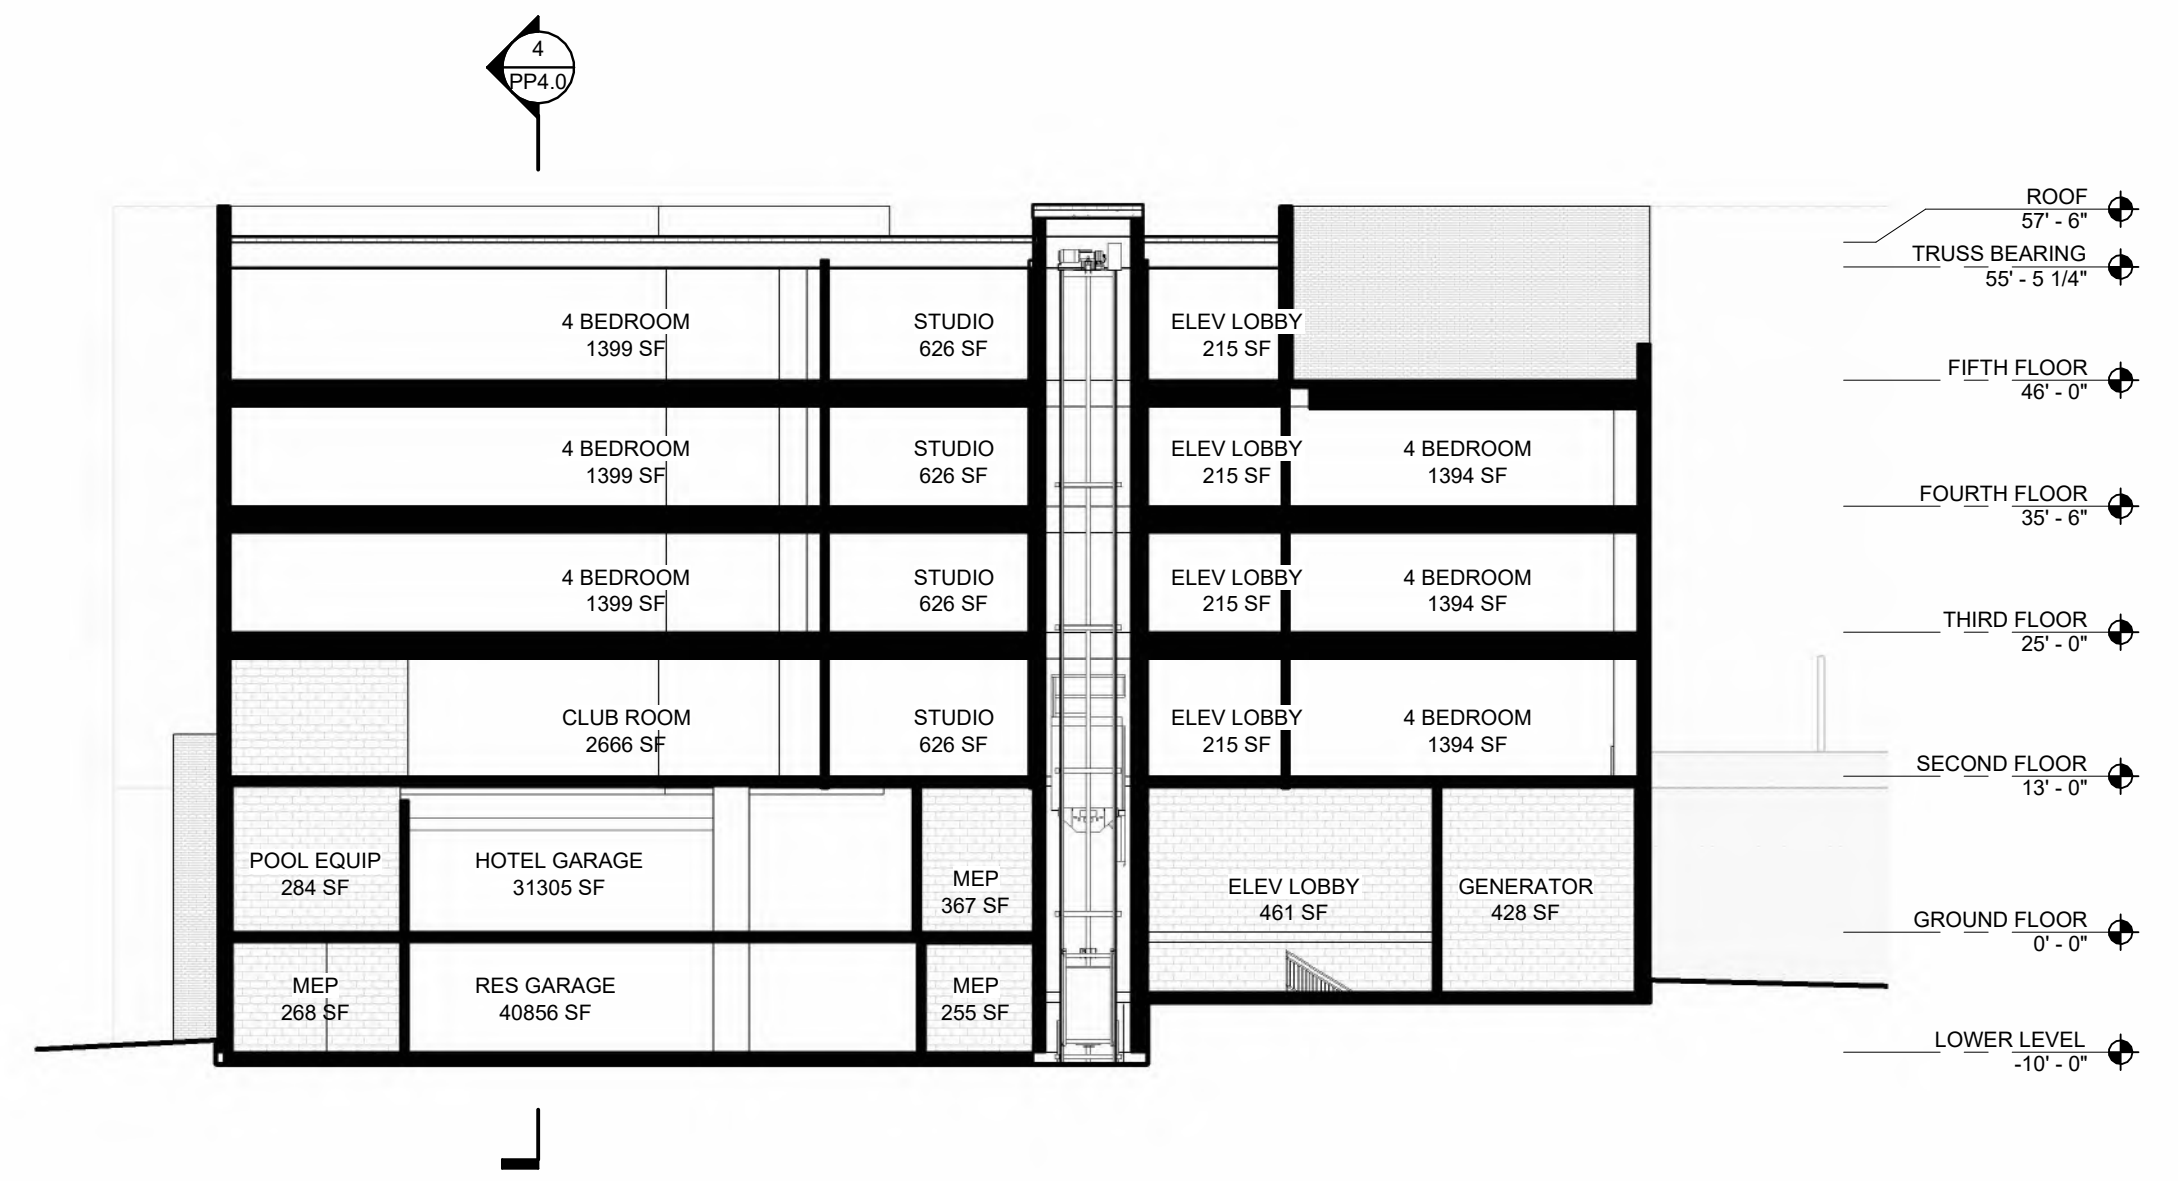 4
PP4.0
ROOF
57' - 6"
TRUSS BEARING
55' - 5 1/4"
4 BEDROOM
1399 SF
STUDIO
626 SF
ELEV LOBBY
215 SF
FIFTH FLOOR
46' - 0"
4 BEDROOM
1399 SF
STUDIO
626 SF
ELEV LOBBY
215 SF
4 BEDROOM
1394 SF
FOURTH FLOOR
35' - 6"
4 BEDROOM
1399 SF
STUDIO
626 SF
ELEV LOBBY
215 SF
4 BEDROOM
1394 SF
THIRD FLOOR
25' - 0"
CLUB ROOM
2666 SF
STUDIO
626 SF
ELEV LOBBY
215 SF
4 BEDROOM
1394 SF
SECOND FLOOR
13' - 0"
POOL EQUIP
284 SF
HOTEL GARAGE
31305 SF
MEP
367 SF
ELEV LOBBY
461 SF
GENERATOR
428 SF
GROUND FLOOR
0' - 0"
MEP
268 SF
RES GARAGE
40856 SF
MEP
255 SF
LOWER LEVEL
-10' - 0"